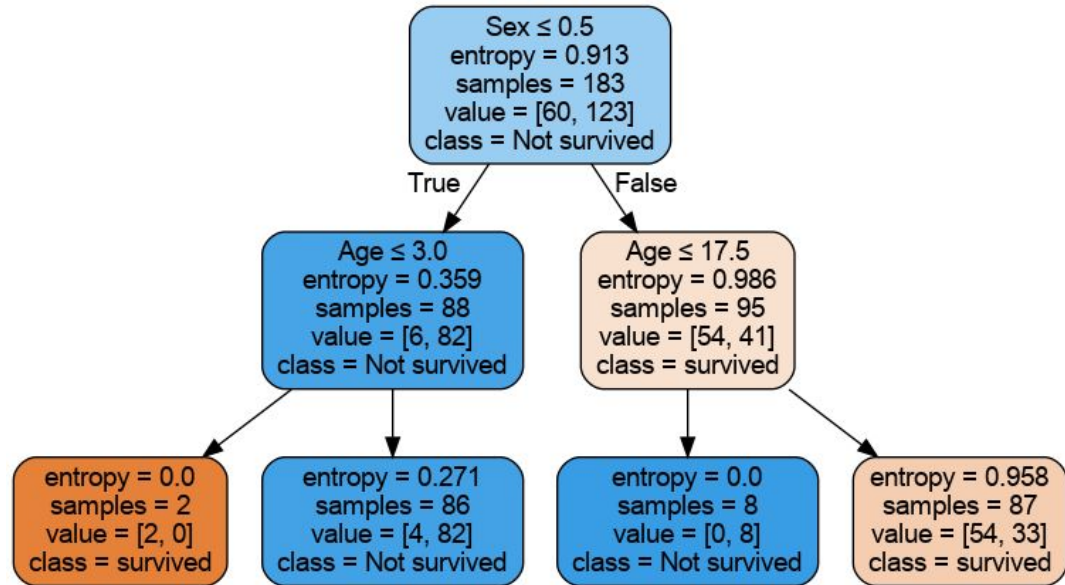 Sex ≤ 0.5
entropy = 0.913
samples = 183
value = [60, 123]
class = Not survived
True
False
Age ≤ 3.0
entropy = 0.359
samples = 88
value = [6, 82]
class = Not survived
Age ≤ 17.5
entropy = 0.986
samples = 95
value = [54, 41]
class = survived
entropy = 0.0
samples = 2
value = [2, 0]
class = survived
entropy = 0.271
samples = 86
value = [4, 82]
class = Not survived
entropy = 0.0
samples = 8
value = [0, 8]
class = Not survived
entropy = 0.958
samples = 87
value = [54, 33]
class = survived